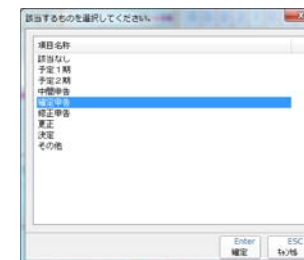 該当するものを選択してください。
項目名称
該当なし
予定1期
予定2期
中間申告
確定申告
修正申告
更正
決定
その他
Enter ESC
確定 ｷｬﾝｾﾙ